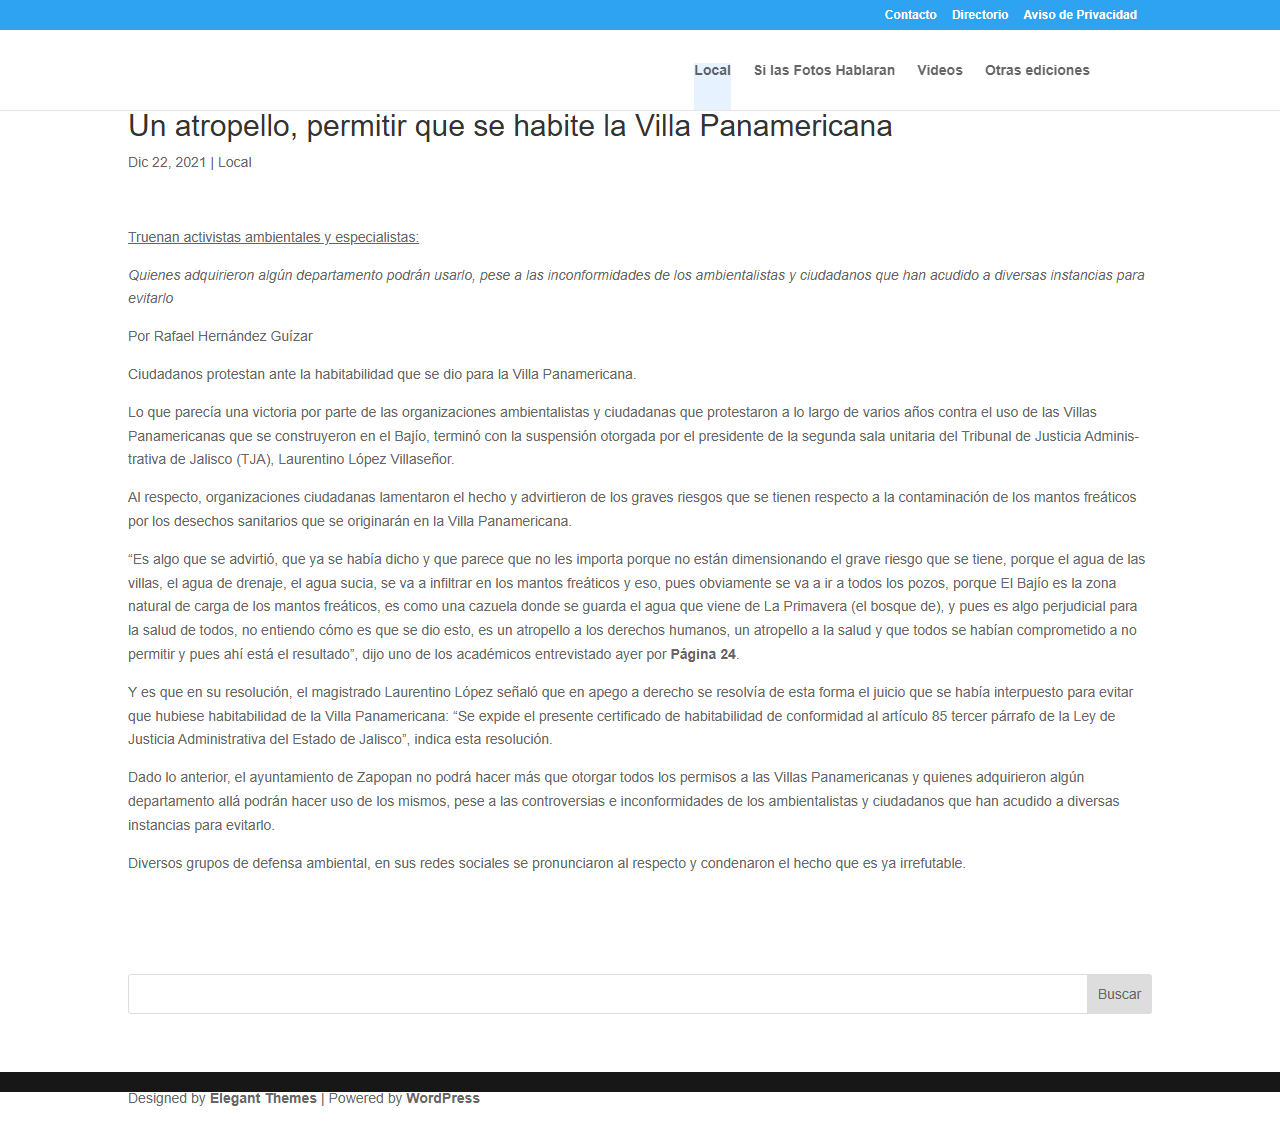 Contacto Directorio Aviso de Privacidad
Local Si las Fotos Hablaran Videos Otras ediciones
Un atropello, permitir que se habite la Villa Panamericana
Dic 22, 2021 | Local
Truenan activistas ambientales y especialistas:
Quienes adquirieron algún departamento podrán usarlo, pese a las inconformidades de los ambientalistas y ciudadanos que han acudido a diversas instancias para
evitarlo
Por Rafael Hernández Guízar
Ciudadanos protestan ante la habitabilidad que se dio para la Villa Panamericana.
Lo que parecía una victoria por parte de las organizaciones ambientalistas y ciudadanas que protestaron a lo largo de varios años contra el uso de las Villas
Panamericanas que se construyeron en el Bajío, terminó con la suspensión otorgada por el presidente de la segunda sala unitaria del Tribunal de Justicia Adminis-
trativa de Jalisco (TJA), Laurentino López Villaseñor.
Al respecto, organizaciones ciudadanas lamentaron el hecho y advirtieron de los graves riesgos que se tienen respecto a la contaminación de los mantos freáticos
por los desechos sanitarios que se originarán en la Villa Panamericana.
“Es algo que se advirtió, que ya se había dicho y que parece que no les importa porque no están dimensionando el grave riesgo que se tiene, porque el agua de las
villas, el agua de drenaje, el agua sucia, se va a infiltrar en los mantos freáticos y eso, pues obviamente se va a ir a todos los pozos, porque El Bajío es la zona
natural de carga de los mantos freáticos, es como una cazuela donde se guarda el agua que viene de La Primavera (el bosque de), y pues es algo perjudicial para
la salud de todos, no entiendo cómo es que se dio esto, es un atropello a los derechos humanos, un atropello a la salud y que todos se habían comprometido a no
permitir y pues ahí está el resultado”, dijo uno de los académicos entrevistado ayer por Página 24.
Y es que en su resolución, el magistrado Laurentino López señaló que en apego a derecho se resolvía de esta forma el juicio que se había interpuesto para evitar
que hubiese habitabilidad de la Villa Panamericana: “Se expide el presente certificado de habitabilidad de conformidad al artículo 85 tercer párrafo de la Ley de
Justicia Administrativa del Estado de Jalisco”, indica esta resolución.
Dado lo anterior, el ayuntamiento de Zapopan no podrá hacer más que otorgar todos los permisos a las Villas Panamericanas y quienes adquirieron algún
departamento allá podrán hacer uso de los mismos, pese a las controversias e inconformidades de los ambientalistas y ciudadanos que han acudido a diversas
instancias para evitarlo.
Diversos grupos de defensa ambiental, en sus redes sociales se pronunciaron al respecto y condenaron el hecho que es ya irrefutable.
Buscar
Designed by Elegant Themes | Powered by WordPress